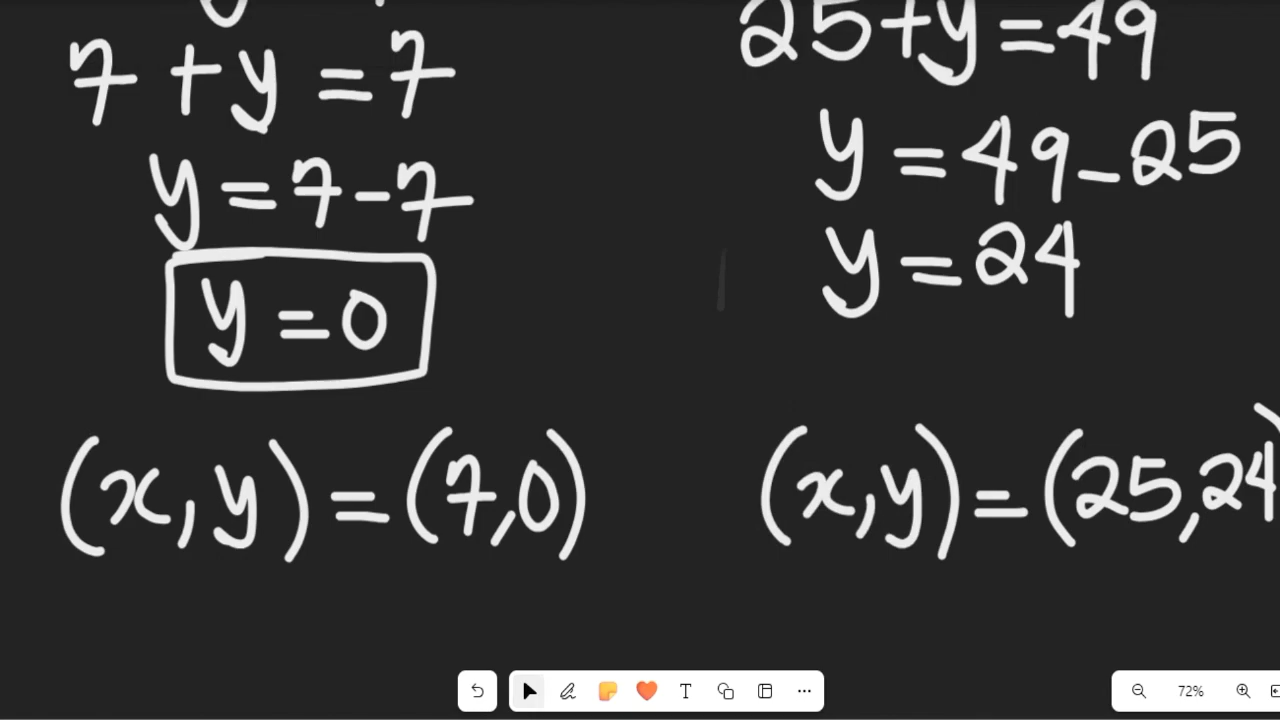 7 + y = 7
y = 7 - 7
y = 0
(x, y) = (7, 0)
25 + y = 49
y = 49 - 25
y = 24
(x, y) = (25, 24)
T
72%